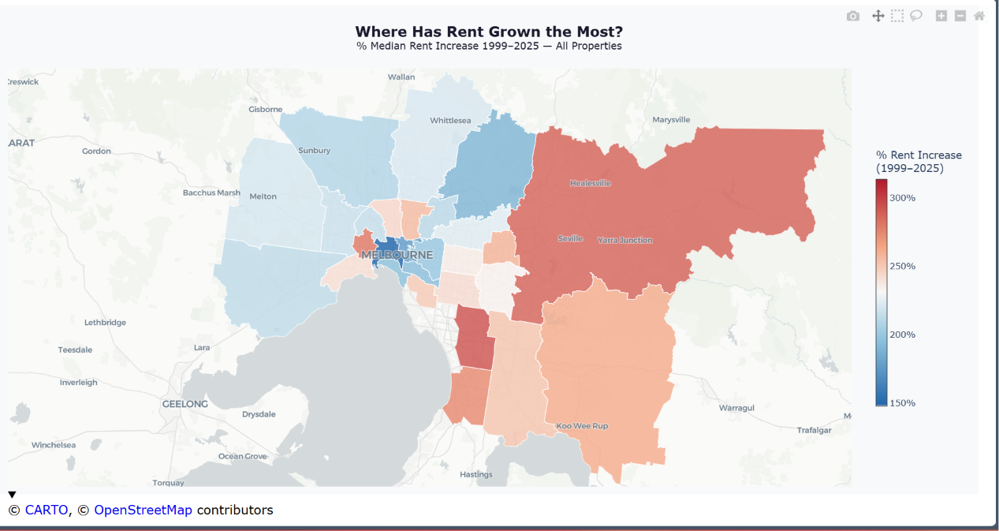 Where Has Rent Grown the Most?
% Median Rent Increase 1999–2025 — All Properties
Wallan
Creswick
Gisborne
Whittlesea
Marysville
ARAT
Gordon
Sunbury
Healesville
Bacchus Marsh
Melton
Seville
Yarra Junction
MELBOURNE
Lethbridge
Teesdale
Lara
Inverleigh
GEELONG
Drysdale
Warragul
Koo Wee Rup
Trafalgar
Winchelsea
Ocean Grove
Hastings
Torquay
% Rent Increase
(1999–2025)
300%
250%
200%
150%
© CARTO, © OpenStreetMap contributors